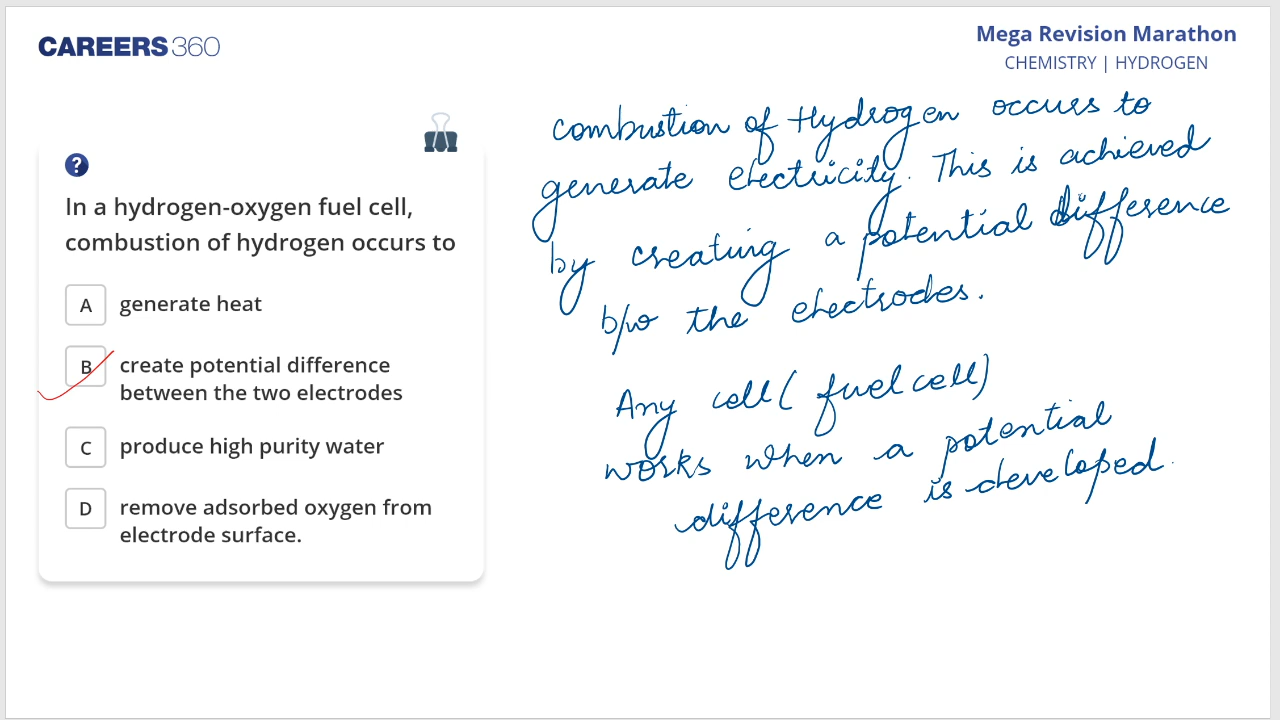 CAREERS360
Mega Revision Marathon
CHEMISTRY | HYDROGEN
?
In a hydrogen-oxygen fuel cell,
combustion of hydrogen occurs to
A generate heat
B create potential difference
between the two electrodes
C produce high purity water
D remove adsorbed oxygen from
electrode surface.
combustion of Hydrogen occurs to
generate electricity. This is achieved
by creating a potential difference
b/w the electrodes.
Any cell ( fuel cell)
works when a potential
difference is developed.